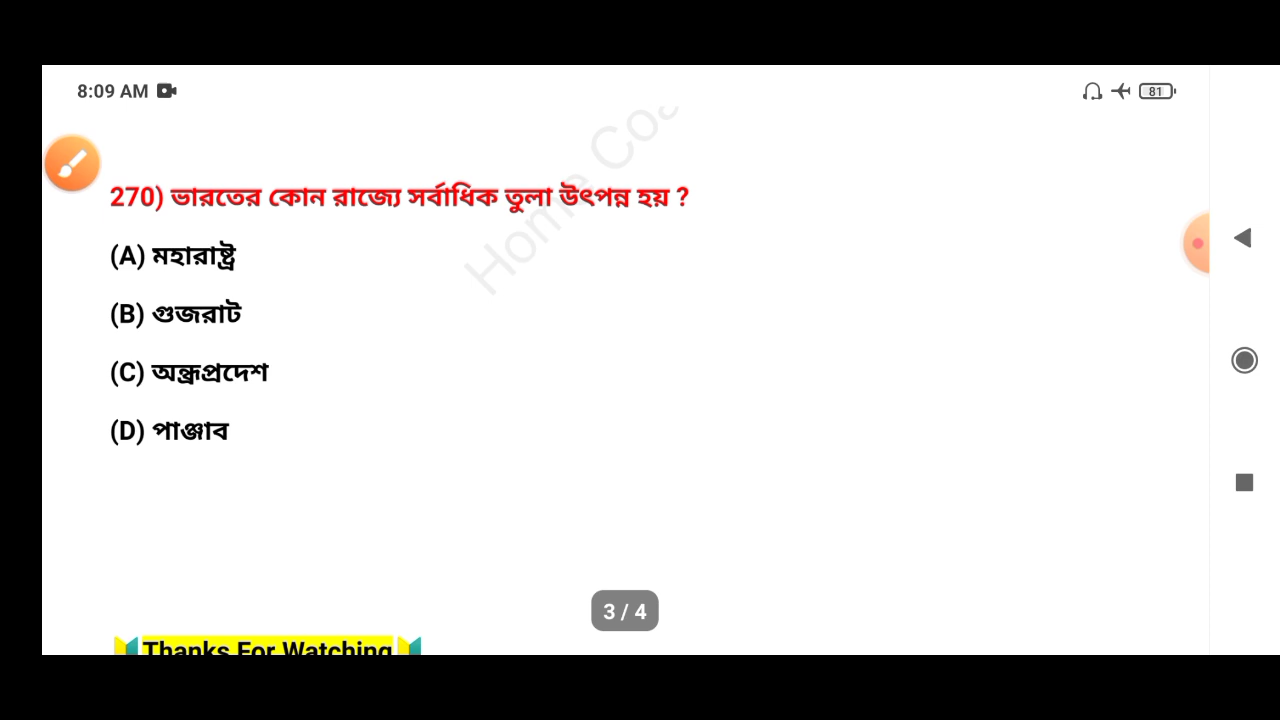 8:09 AM
81
270) ভারতের কোন রাজ্যে সর্বাধিক তুলা উৎপন্ন হয় ?
(A) মহারাষ্ট্র
(B) গুজরাট
(C) অন্ধ্রপ্রদেশ
(D) পাঞ্জাব
Home
3 / 4
Thanks For Watching